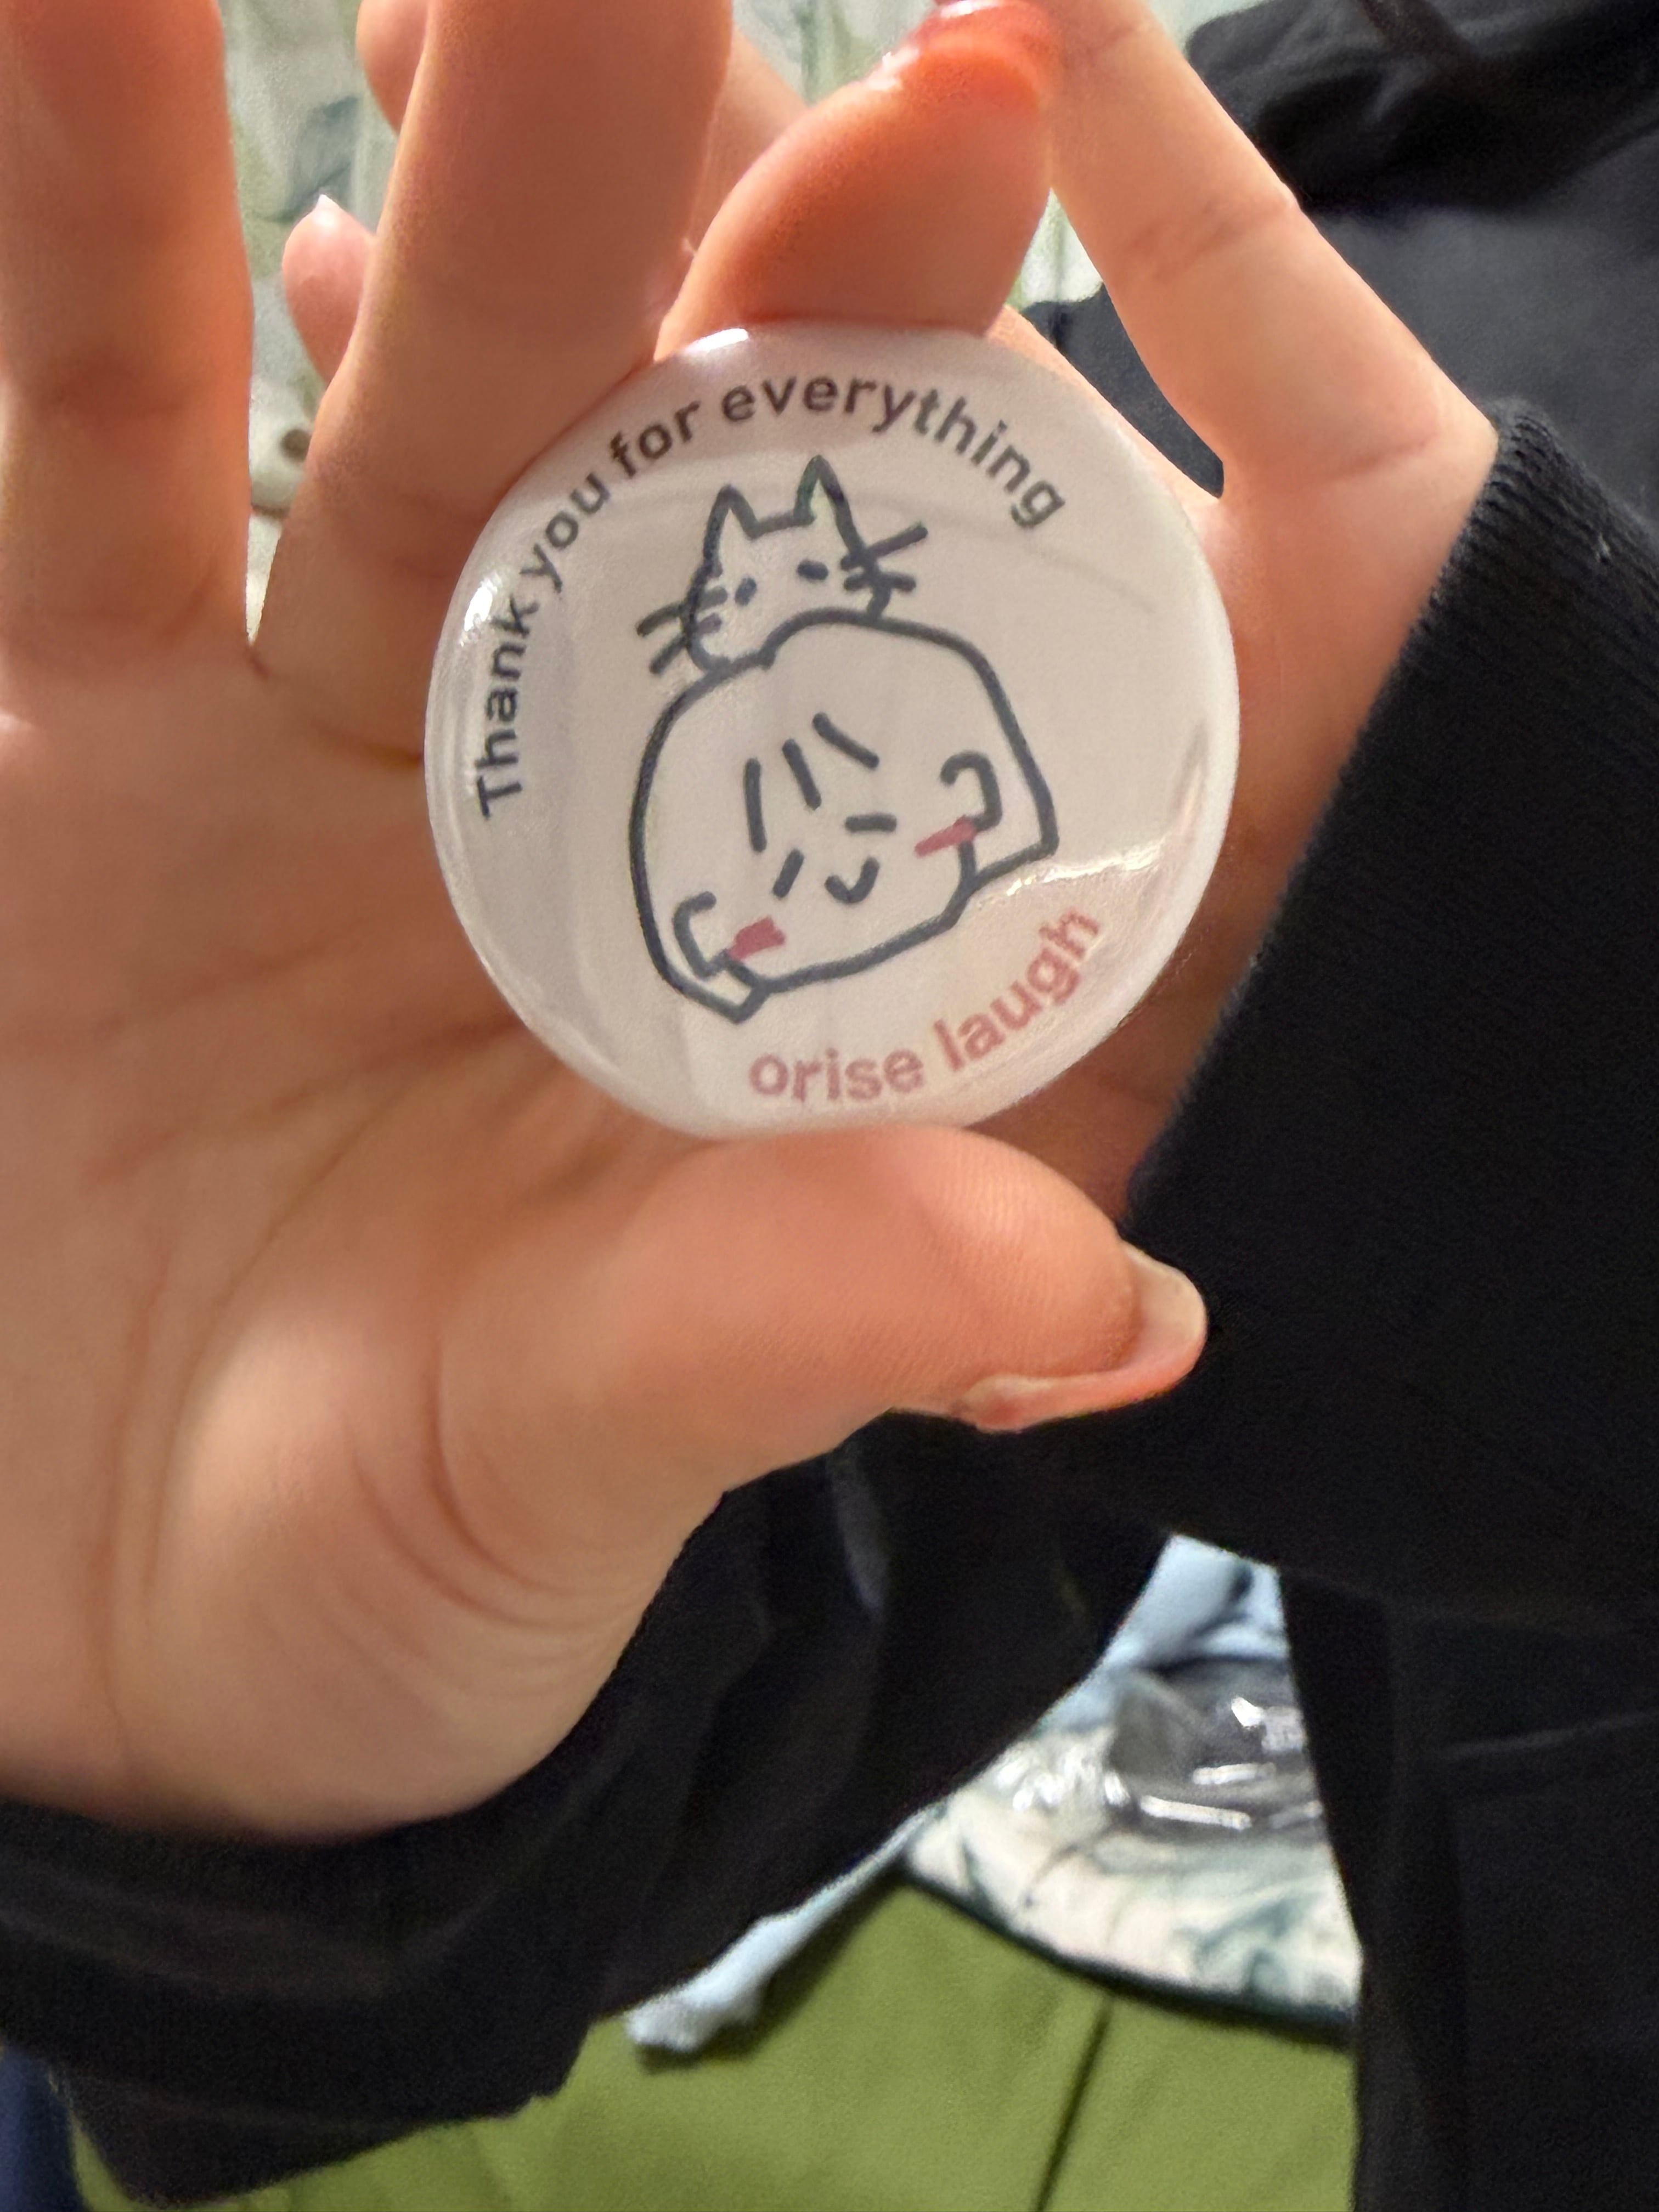 Thank you for everything
orise laugh